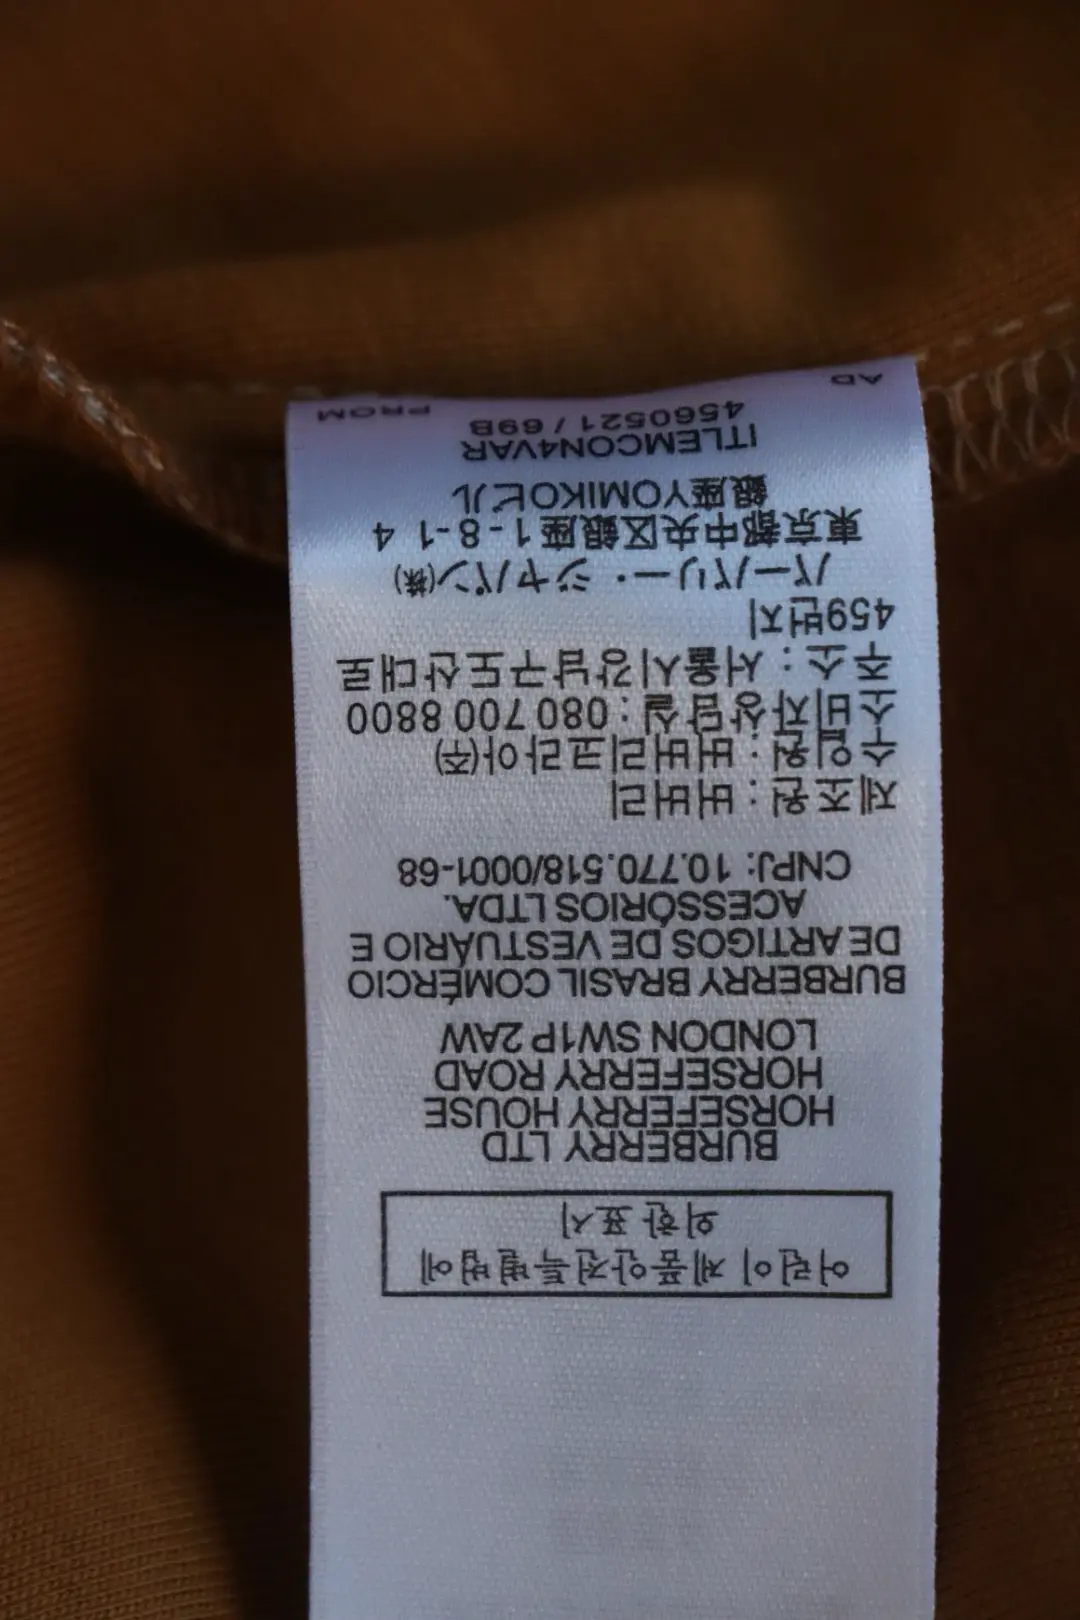 어린이 제품안전특별법에
의한 표시
BURBERRY LTD
HORSEFERRY HOUSE
HORSEFERRY ROAD
LONDON SW1P 2AW
BURBERRY BRASIL COMÉRCIO
DE ARTIGOS DE VESTUÁRIO E
ACESSÓRIOS LTDA.
CNPJ: 10.770.518/0001-68
제조원 : 버버리
수입원 : 버버리코리아(주)
소비자상담실 : 080 700 8800
주소 : 서울시강남구도산대로
459번지
バーバリー・ジャパン(株)
東京都中央区銀座1-8-14
銀座YOMIKOビル
ITLEMCON4VAR
4560521 / 69B
AD PROM